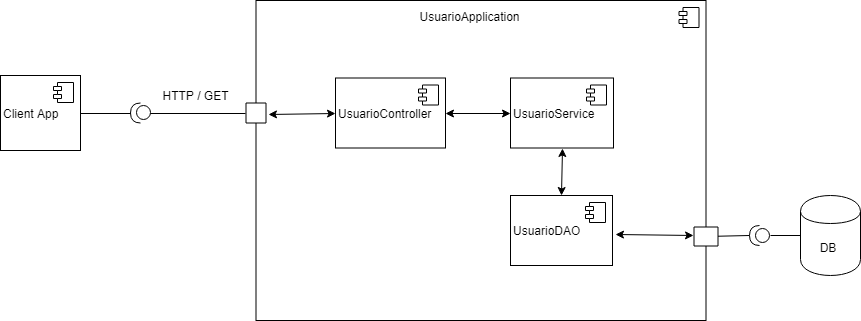 UsuarioApplication
HTTP / GET
Client App
UsuarioController
UsuarioService
UsuarioDAO
DB